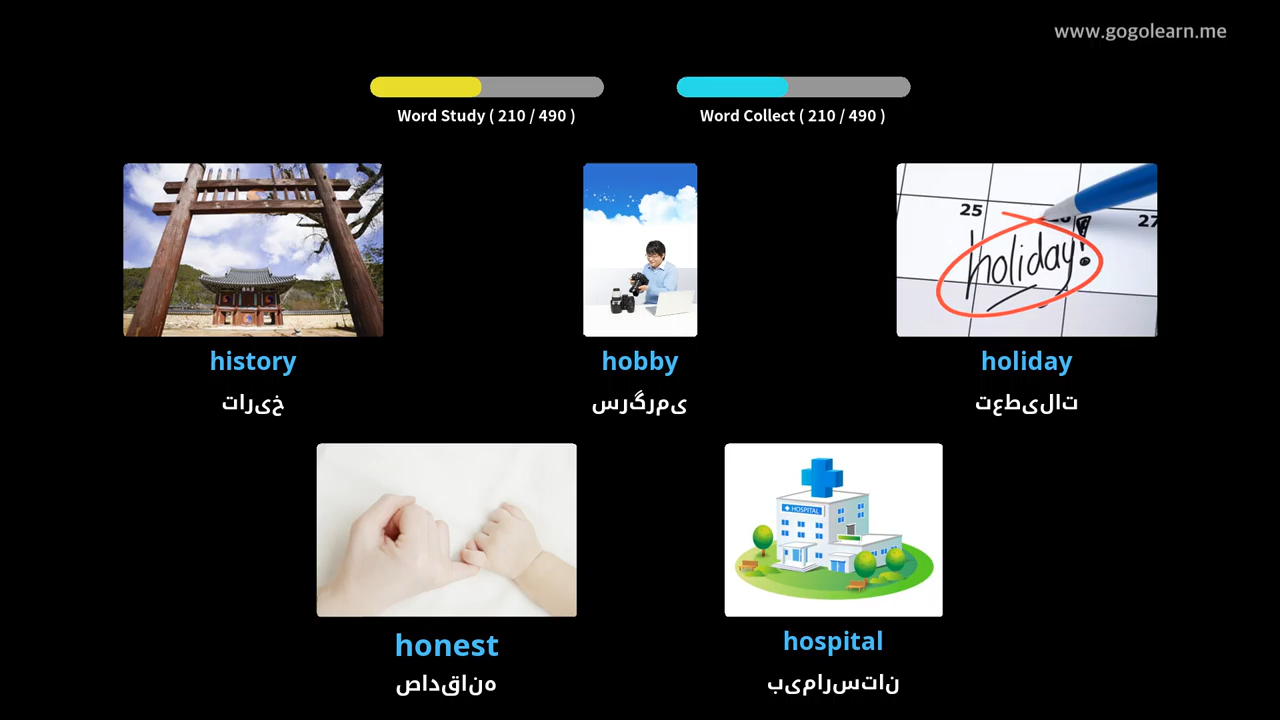 www.gogolearn.me
Word Study ( 210 / 490 )
Word Collect ( 210 / 490 )
25
26
27
holiday!
history
hobby
holiday
خیرات
یمرگرس
تالیطعت
HOSPITAL
honest
hospital
هناقداص
ناتسرامیب